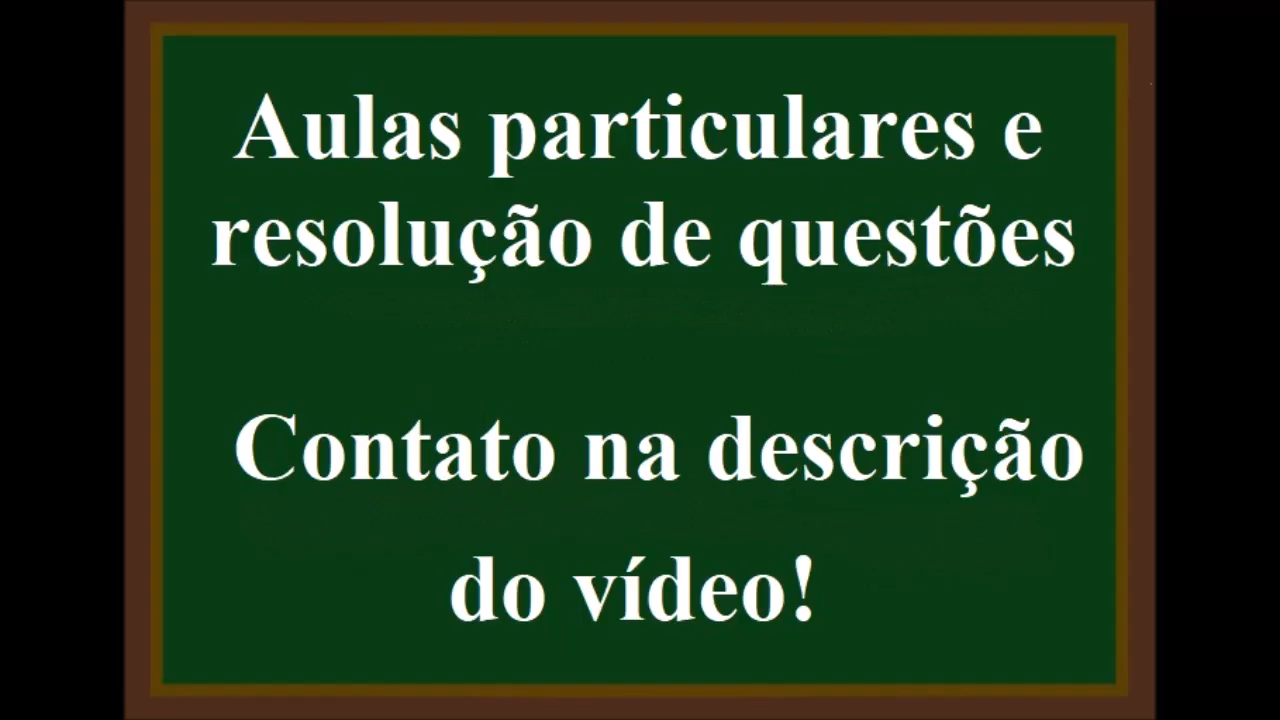 Aulas particulares e
resolução de questões
Contato na descrição
do vídeo!